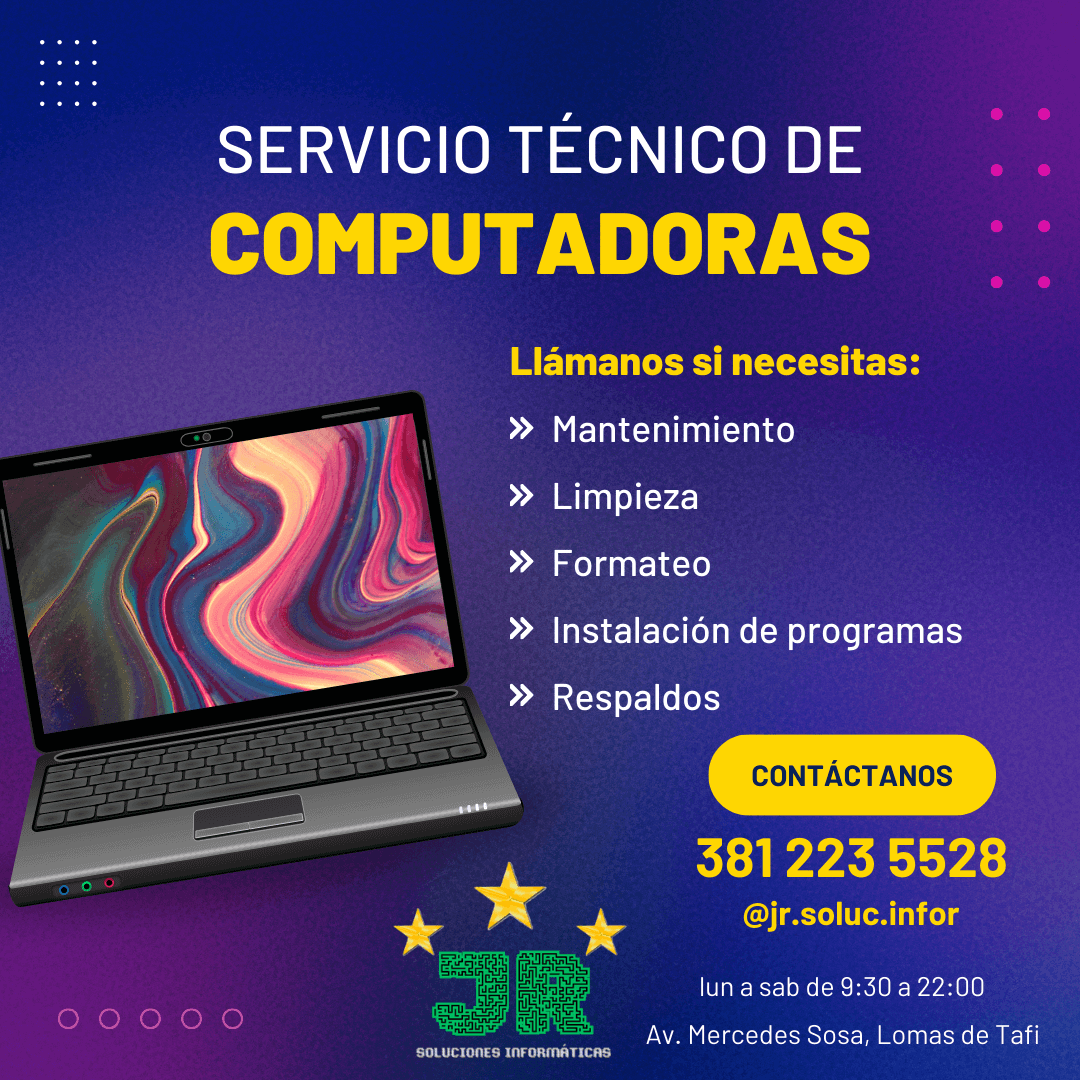 SERVICIO TÉCNICO DE
COMPUTADORAS
Llámanos si necesitas:
Mantenimiento
Limpieza
Formateo
Instalación de programas
Respaldos
CONTÁCTANOS
381 223 5528
@jr.soluc.infor
JR
SOLUCIONES INFORMÁTICAS
lun a sab de 9:30 a 22:00
Av. Mercedes Sosa, Lomas de Tafi